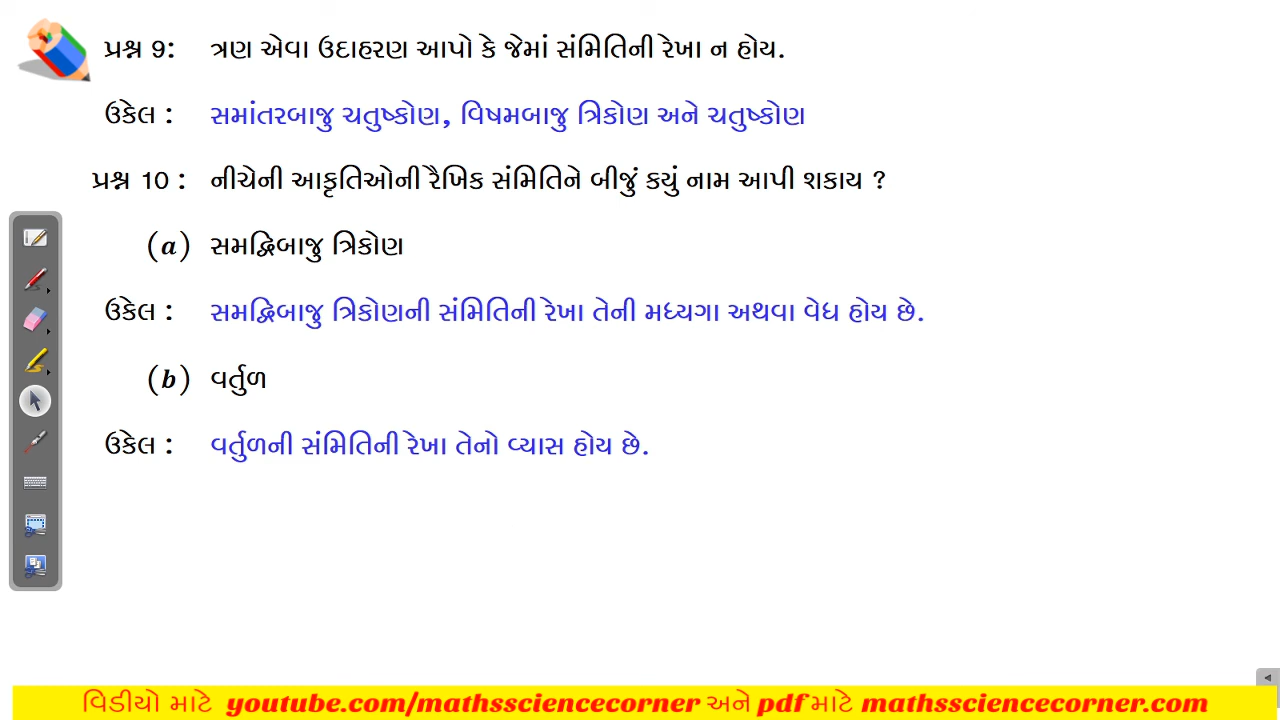 પ્રશ્ન 9: ત્રણ એવા ઉદાહરણ આપો કે જેમાં સંમિતિની રેખા ન હોય.
ઉકેલ : સમાંતરબાજુ ચતુષ્કોણ, વિષમબાજુ ત્રિકોણ અને ચતુષ્કોણ
પ્રશ્ન 10 : નીચેની આકૃતિઓની રૈખિક સંમિતિને બીજું કયું નામ આપી શકાય ?
(a) સમદ્વિબાજુ ત્રિકોણ
ઉકેલ : સમદ્વિબાજુ ત્રિકોણની સંમિતિની રેખા તેની મધ્યગા અથવા વેધ હોય છે.
(b) વર્તુળ
ઉકેલ : વર્તુળની સંમિતિની રેખા તેનો વ્યાસ હોય છે.
વિડીયો માટે youtube.com/mathssciencecorner અને pdf માટે mathssciencecorner.com